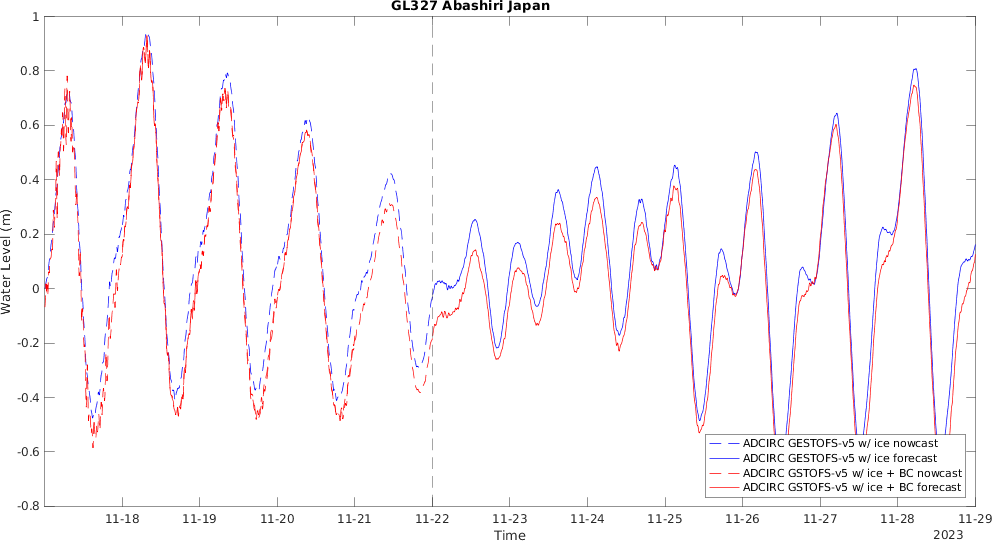 GL327 Abashiri Japan
1
0.8
0.6
0.4
0.2
0
-0.2
-0.4
-0.6
-0.8
Water Level (m)
ADCIRC GESTOFS-v5 w/ ice nowcast
ADCIRC GESTOFS-v5 w/ ice forecast
ADCIRC GSTOFS-v5 w/ ice + BC nowcast
ADCIRC GSTOFS-v5 w/ ice + BC forecast
11-18 11-19 11-20 11-21 11-22 11-23 11-24 11-25 11-26 11-27 11-28 11-29
Time
2023